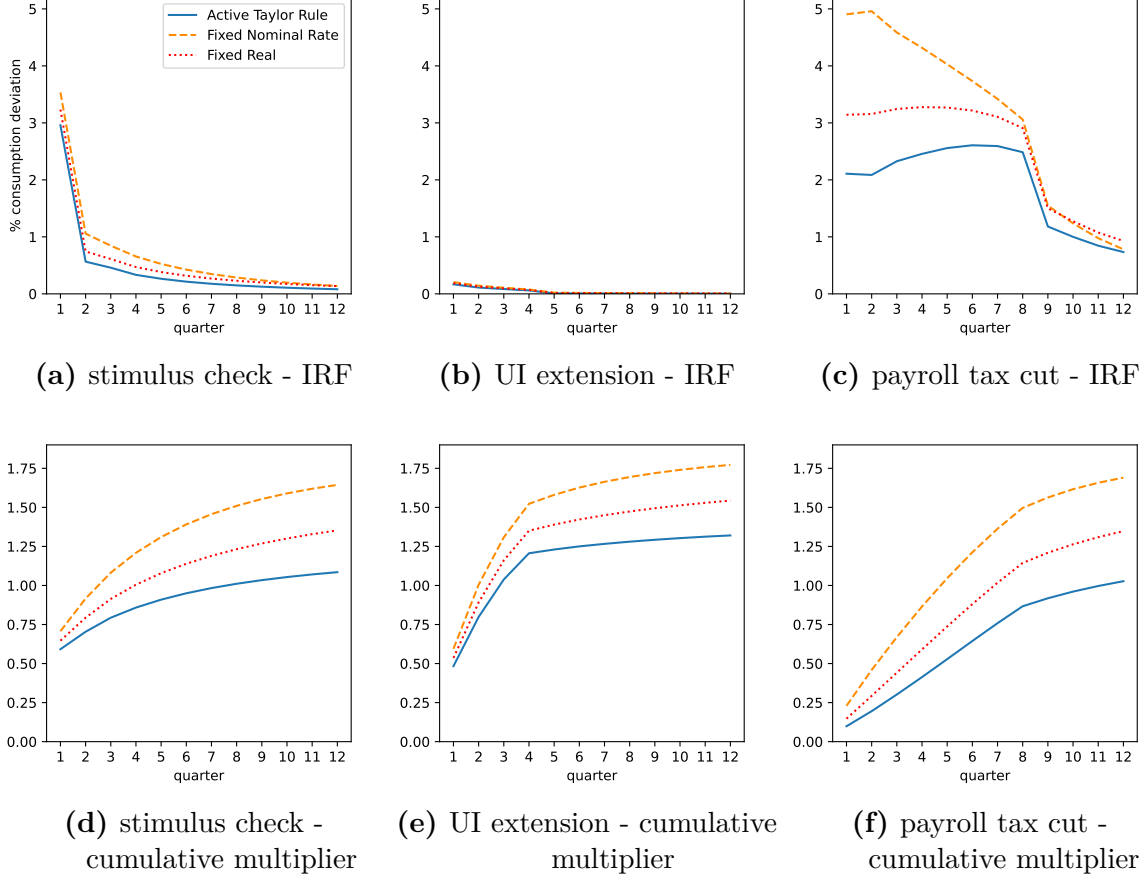 5
4
3
2
1
0
% consumption deviation
Active Taylor Rule
Fixed Nominal Rate
Fixed Real
1 2 3 4 5 6 7 8 9 10 11 12
quarter
(a) stimulus check - IRF
5
4
3
2
1
0
1 2 3 4 5 6 7 8 9 10 11 12
quarter
(b) UI extension - IRF
5
4
3
2
1
0
1 2 3 4 5 6 7 8 9 10 11 12
quarter
(c) payroll tax cut - IRF
1.75
1.50
1.25
1.00
0.75
0.50
0.25
0.00
1 2 3 4 5 6 7 8 9 10 11 12
quarter
(d) stimulus check -
cumulative multiplier
1.75
1.50
1.25
1.00
0.75
0.50
0.25
0.00
1 2 3 4 5 6 7 8 9 10 11 12
quarter
(e) UI extension - cumulative
multiplier
1.75
1.50
1.25
1.00
0.75
0.50
0.25
0.00
1 2 3 4 5 6 7 8 9 10 11 12
quarter
(f) payroll tax cut -
cumulative multiplier